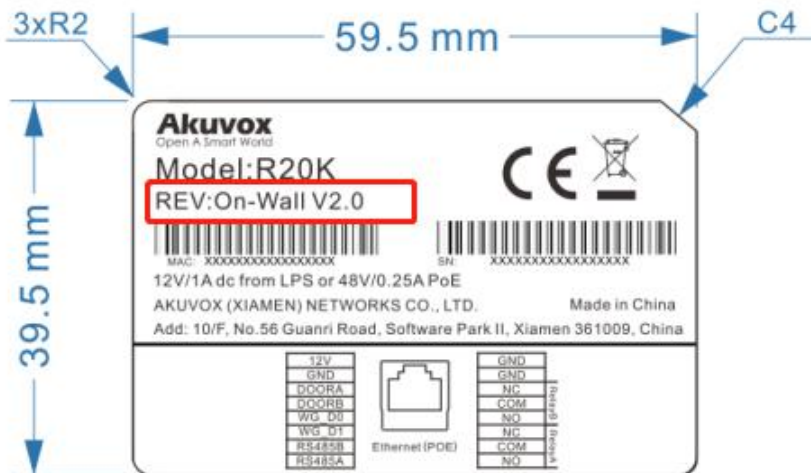 3xR2
59.5 mm
C4
39.5 mm
Akuvox
Open A Smart World
Model:R20K
REV:On-Wall V2.0
CE
MAC: XXXXXXXXXXXXXXXXX
SN: XXXXXXXXXXXXXXXXX
12V/1A dc from LPS or 48V/0.25A PoE
AKUVOX (XIAMEN) NETWORKS CO., LTD.
Made in China
Add: 10/F, No.56 Guanri Road, Software Park II, Xiamen 361009, China
12V
GND
DOORA
DOORB
WG_D0
WG_D1
RS485B
RS485A
Ethernet(POE)
GND
GND
NC
COM
NO
NC
COM
NO
RelayB
RelayA